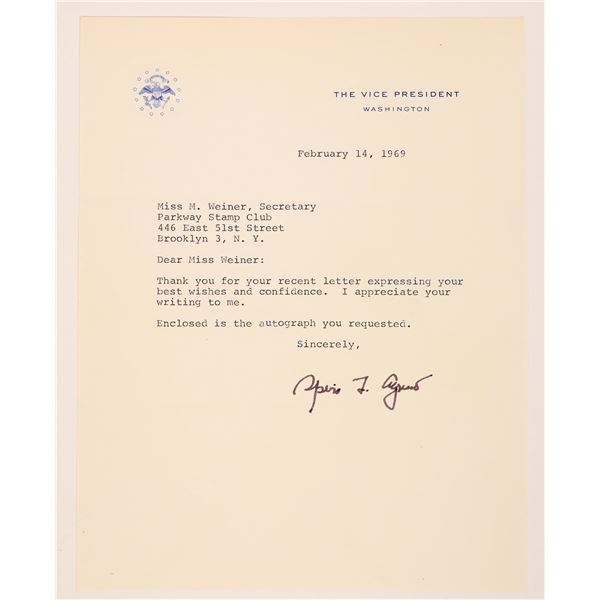 THE VICE PRESIDENT
WASHINGTON
February 14, 1969
Miss M. Weiner, Secretary
Parkway Stamp Club
446 East 51st Street
Brooklyn 3, N. Y.
Dear Miss Weiner:
Thank you for your recent letter expressing your
best wishes and confidence.  I appreciate your
writing to me.
Enclosed is the autograph you requested.
Sincerely,
Spiro T. Agnew